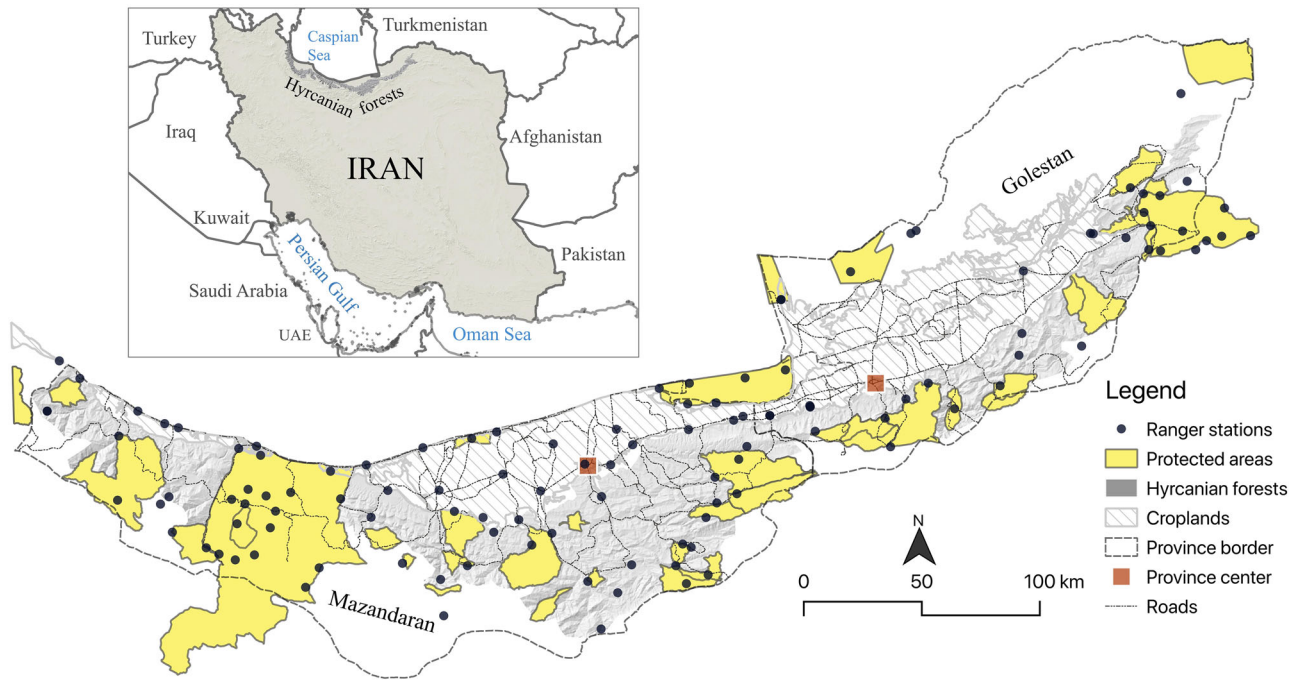 Turkey
Caspian
Sea
Turkmenistan
Hyrcanian forests
Iraq
Afghanistan
IRAN
Kuwait
Persian Gulf
Pakistan
Saudi Arabia
UAE
Oman Sea
Golestan
Mazandaran
Legend
Ranger stations
Protected areas
Hyrcanian forests
Croplands
Province border
Province center
Roads
N
0 50 100 km